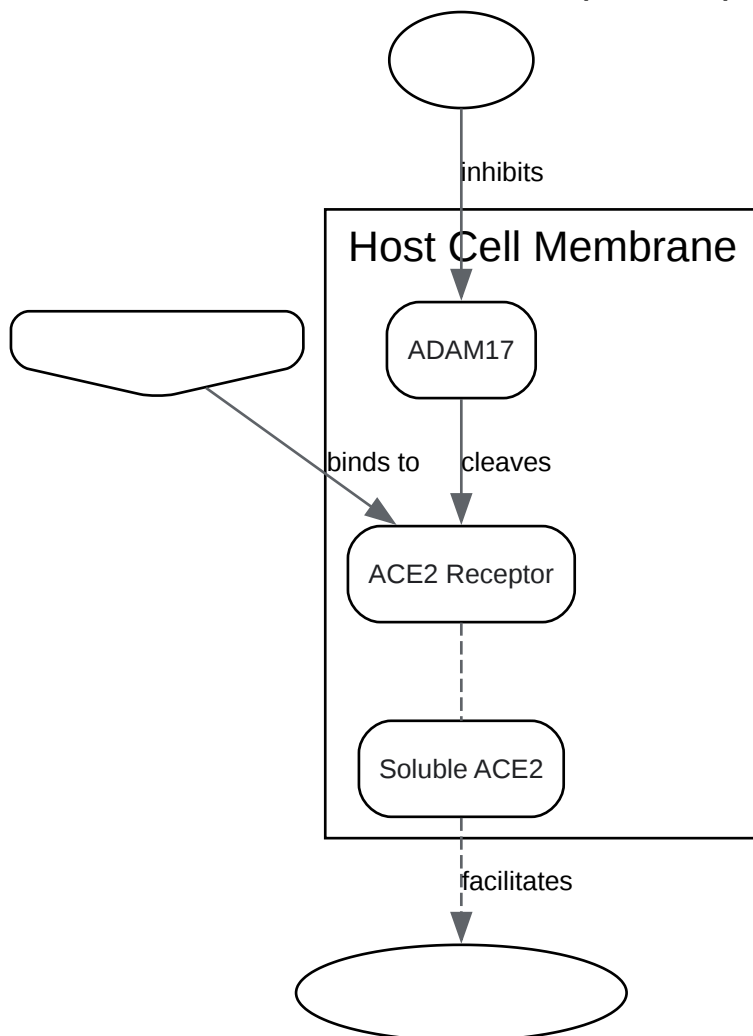 inhibits
Host Cell Membrane
ADAM17
binds to
cleaves
ACE2 Receptor
Soluble ACE2
facilitates